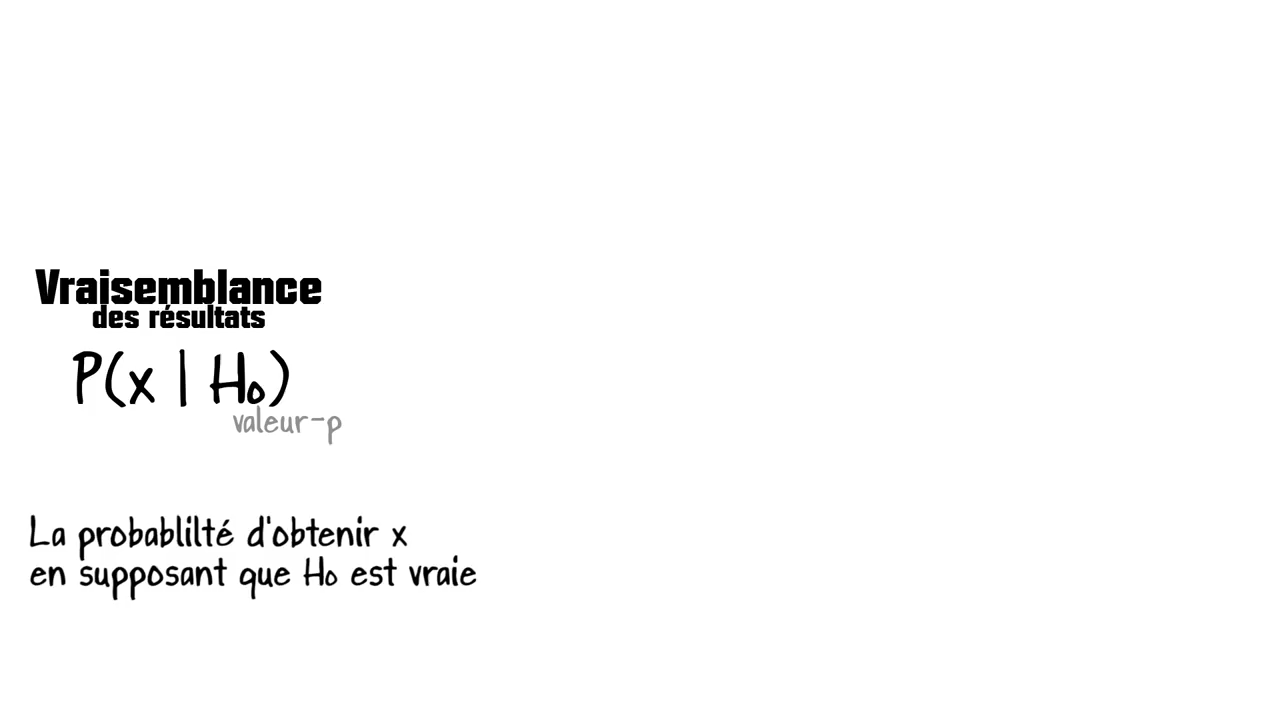 Vraisemblance
des résultats
P(x | H₀)
valeur-p
La probablilté d'obtenir x
en supposant que H₀ est vraie